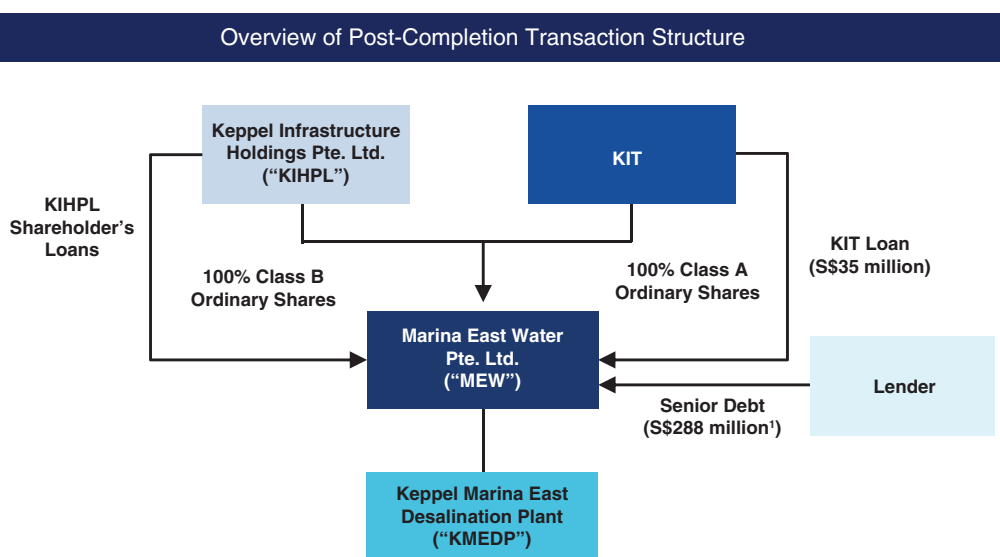 Overview of Post-Completion Transaction Structure
Keppel Infrastructure
Holdings Pte. Ltd.
(“KIHPL”)
KIT
KIHPL
Shareholder’s
Loans
KIT Loan
(S$35 million)
100% Class B
Ordinary Shares
100% Class A
Ordinary Shares
Marina East Water
Pte. Ltd.
(“MEW”)
Lender
Senior Debt
(S$288 million¹)
Keppel Marina East
Desalination Plant
(“KMEDP”)